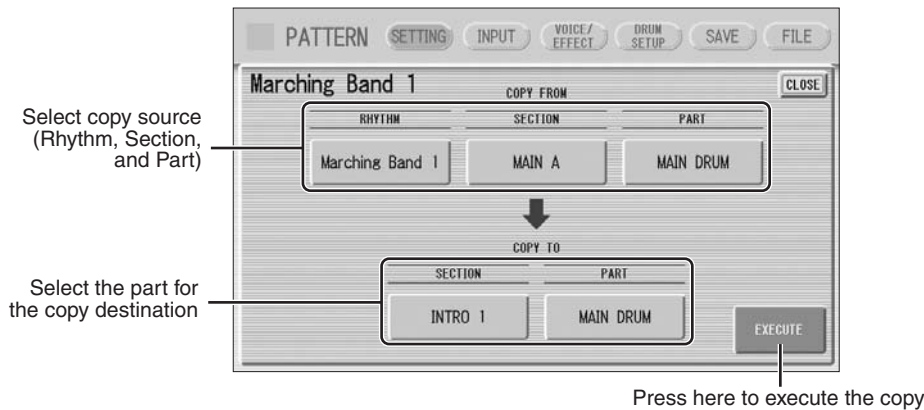 PATTERN SETTING INPUT VOICE/ EFFECT DRUM SETUP SAVE FILE
Marching Band 1 CLOSE
COPY FROM
RHYTHM SECTION PART
Marching Band 1 MAIN A MAIN DRUM
Select copy source
(Rhythm, Section,
and Part)
COPY TO
SECTION PART
INTRO 1 MAIN DRUM
Select the part for
the copy destination
EXECUTE
Press here to execute the copy